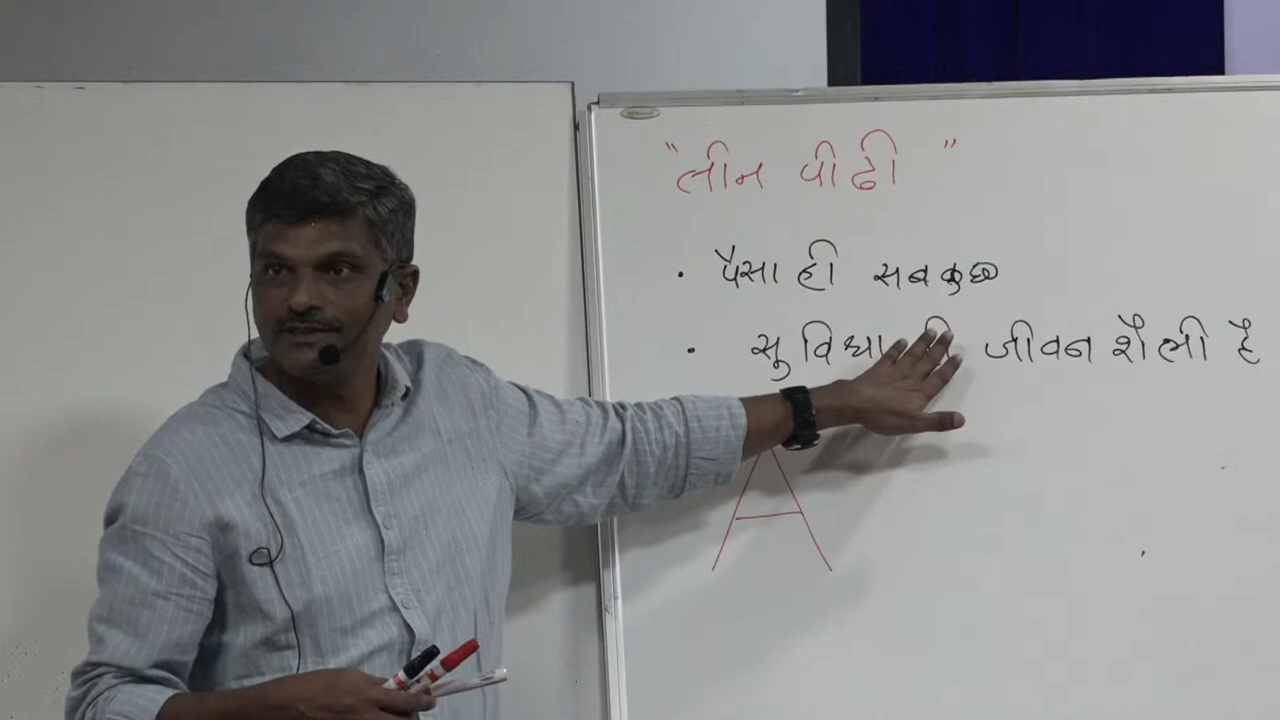 "तीन पीढी"
• पैसा ही सबकुछ
• सुविधा ही जीवन शैली है
A